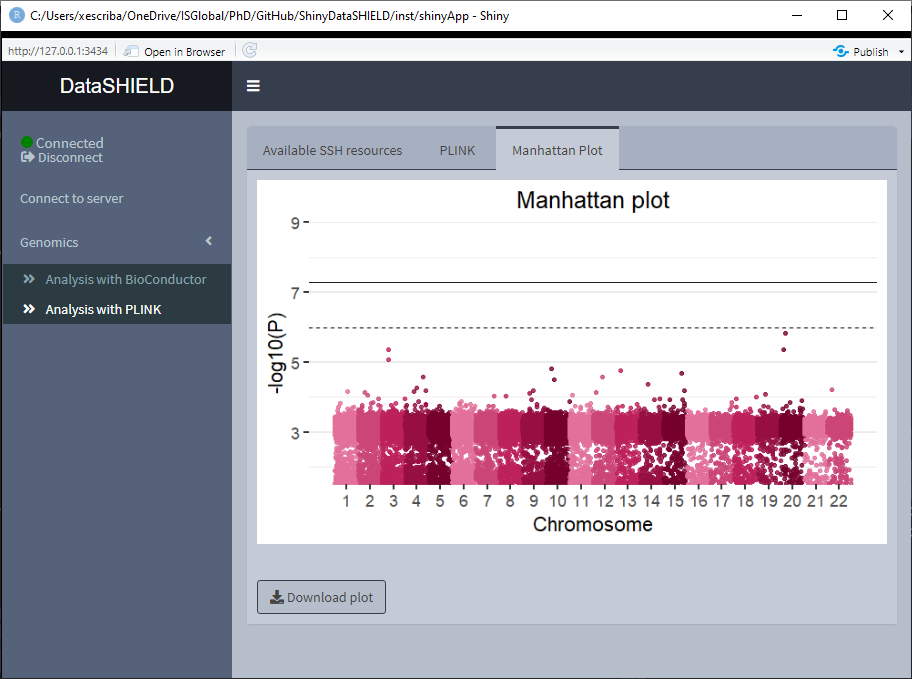 C:/Users/xescriba/OneDrive/ISGlobal/PhD/GitHub/ShinyDataSHIELD/inst/shinyApp - Shiny
http://127.0.0.1:3434
Open in Browser
Publish
DataSHIELD
Connected
Disconnect
Connect to server
Genomics
Analysis with BioConductor
Analysis with PLINK
Available SSH resources PLINK Manhattan Plot
Manhattan plot
9
7
5
3
-log10(P)
1 2 3 4 5 6 7 8 9 10 11 12 13 14 15 16 17 18 19 20 21 22
Chromosome
Download plot